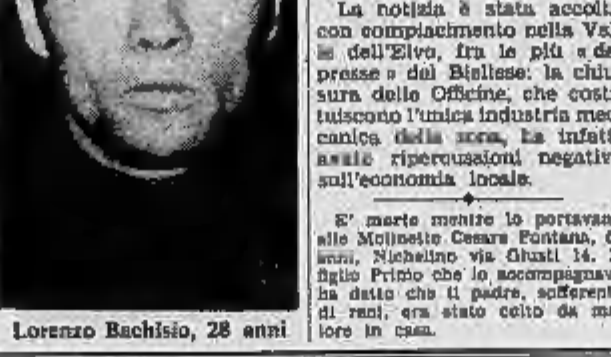 La notizia è stata accolt
con compiacimento nella Va
le dell'Elvo, fra le più « de
presse » del Biellese: la chiu
sura delle Officine, che costi
tuiscono l'unica industria mec
canica della zona, ha infatt
avuto ripercussioni negativ
sull'economia locale.
E' morto mentre lo portavan
alle Molinette Cesare Fontana, 6
anni, Nichelino via Giusti 14. I
figlio Primo che lo accompagnav
ha detto che il padre, sofferent
di reni, era stato colto da ma
lore in casa.
Lorenzo Bachisio, 28 anni